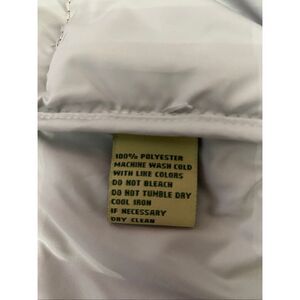 100% POLYESTER
MACHINE WASH COLD
WITH LIKE COLORS
DO NOT BLEACH
DO NOT TUMBLE DRY
COOL IRON
IF NECESSARY
DRY CLEAN